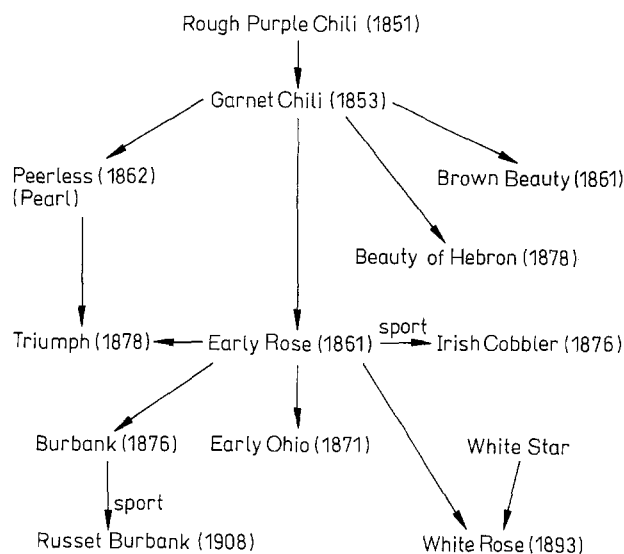 Rough Purple Chili (1851)
Garnet Chili (1853)
Peerless (1862)
(Pearl)
Brown Beauty (1861)
Beauty of Hebron (1878)
Triumph (1878)
Early Rose (1861)
sport
Irish Cobbler (1876)
Burbank (1876)
Early Ohio (1871)
White Star
sport
Russet Burbank (1908)
White Rose (1893)